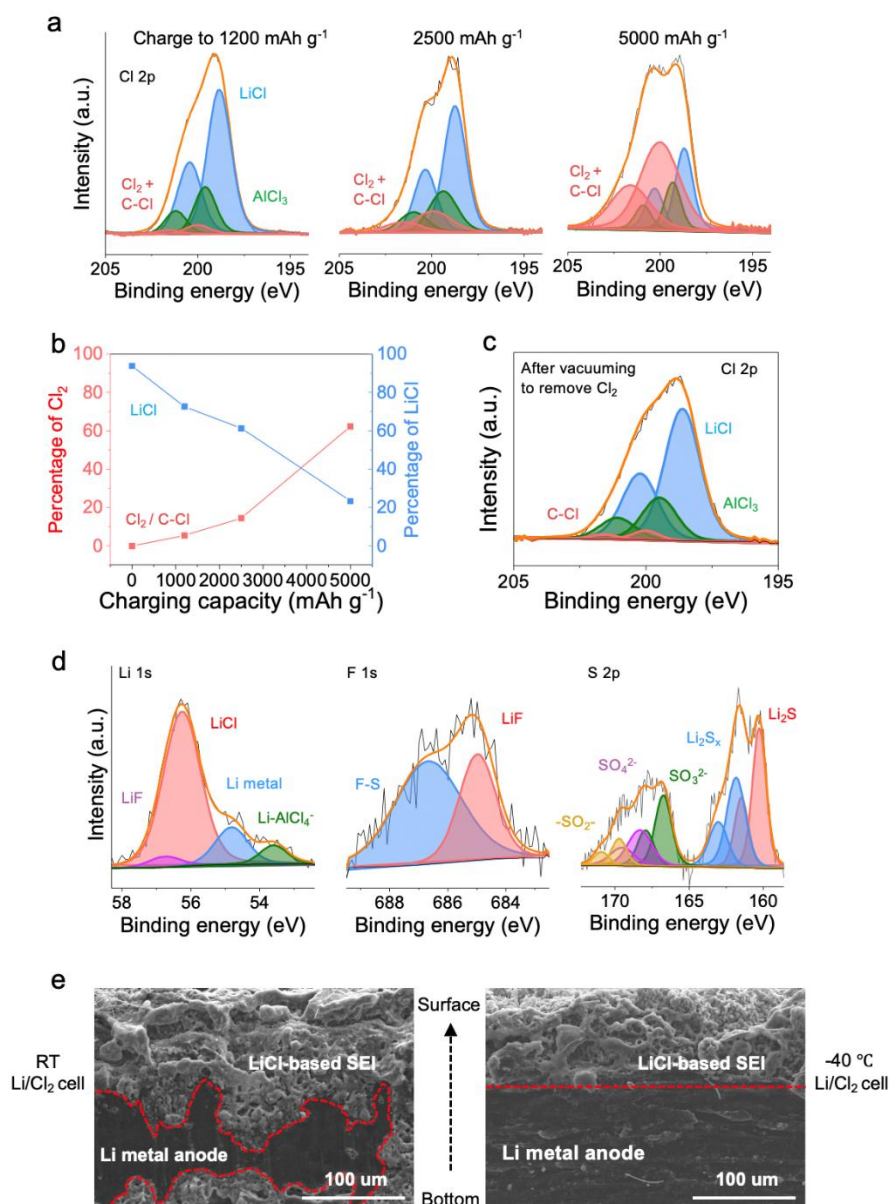 a
Charge to 1200 mAh g⁻¹
2500 mAh g⁻¹
5000 mAh g⁻¹
Cl 2p
LiCl
Cl₂ +
C-Cl
AlCl₃
Cl₂ +
C-Cl
Cl₂ +
C-Cl
Intensity (a.u.)
205 200 195
205 200 195
205 200 195
Binding energy (eV)
Binding energy (eV)
Binding energy (eV)
b
Percentage of Cl₂
100
80
60
40
20
0
LiCl
Cl₂ / C-Cl
100
80
60
40
20
0
Percentage of LiCl
0 1000 2000 3000 4000 5000
Charging capacity (mAh g⁻¹)
c
After vacuuming
to remove Cl₂
Cl 2p
LiCl
AlCl₃
C-Cl
Intensity (a.u.)
205 200 195
Binding energy (eV)
d
Li 1s
LiCl
LiF
Li metal
Li-AlCl₄⁻
Intensity (a.u.)
58 56 54
Binding energy (eV)
F 1s
LiF
F-S
688 686 684
Binding energy (eV)
S 2p
Li₂S
Li₂Sₓ
SO₄²⁻
SO₃²⁻
-SO₂-
170 165 160
Binding energy (eV)
e
RT
Li/Cl₂ cell
LiCl-based SEI
Li metal anode
100 um
Surface
Bottom
LiCl-based SEI
Li metal anode
100 um
-40 ℃
Li/Cl₂ cell